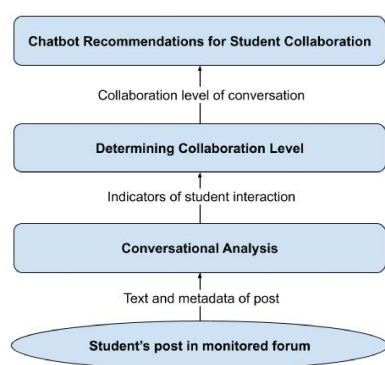 Chatbot Recommendations for Student Collaboration
Collaboration level of conversation
Determining Collaboration Level
Indicators of student interaction
Conversational Analysis
Text and metadata of post
Student's post in monitored forum